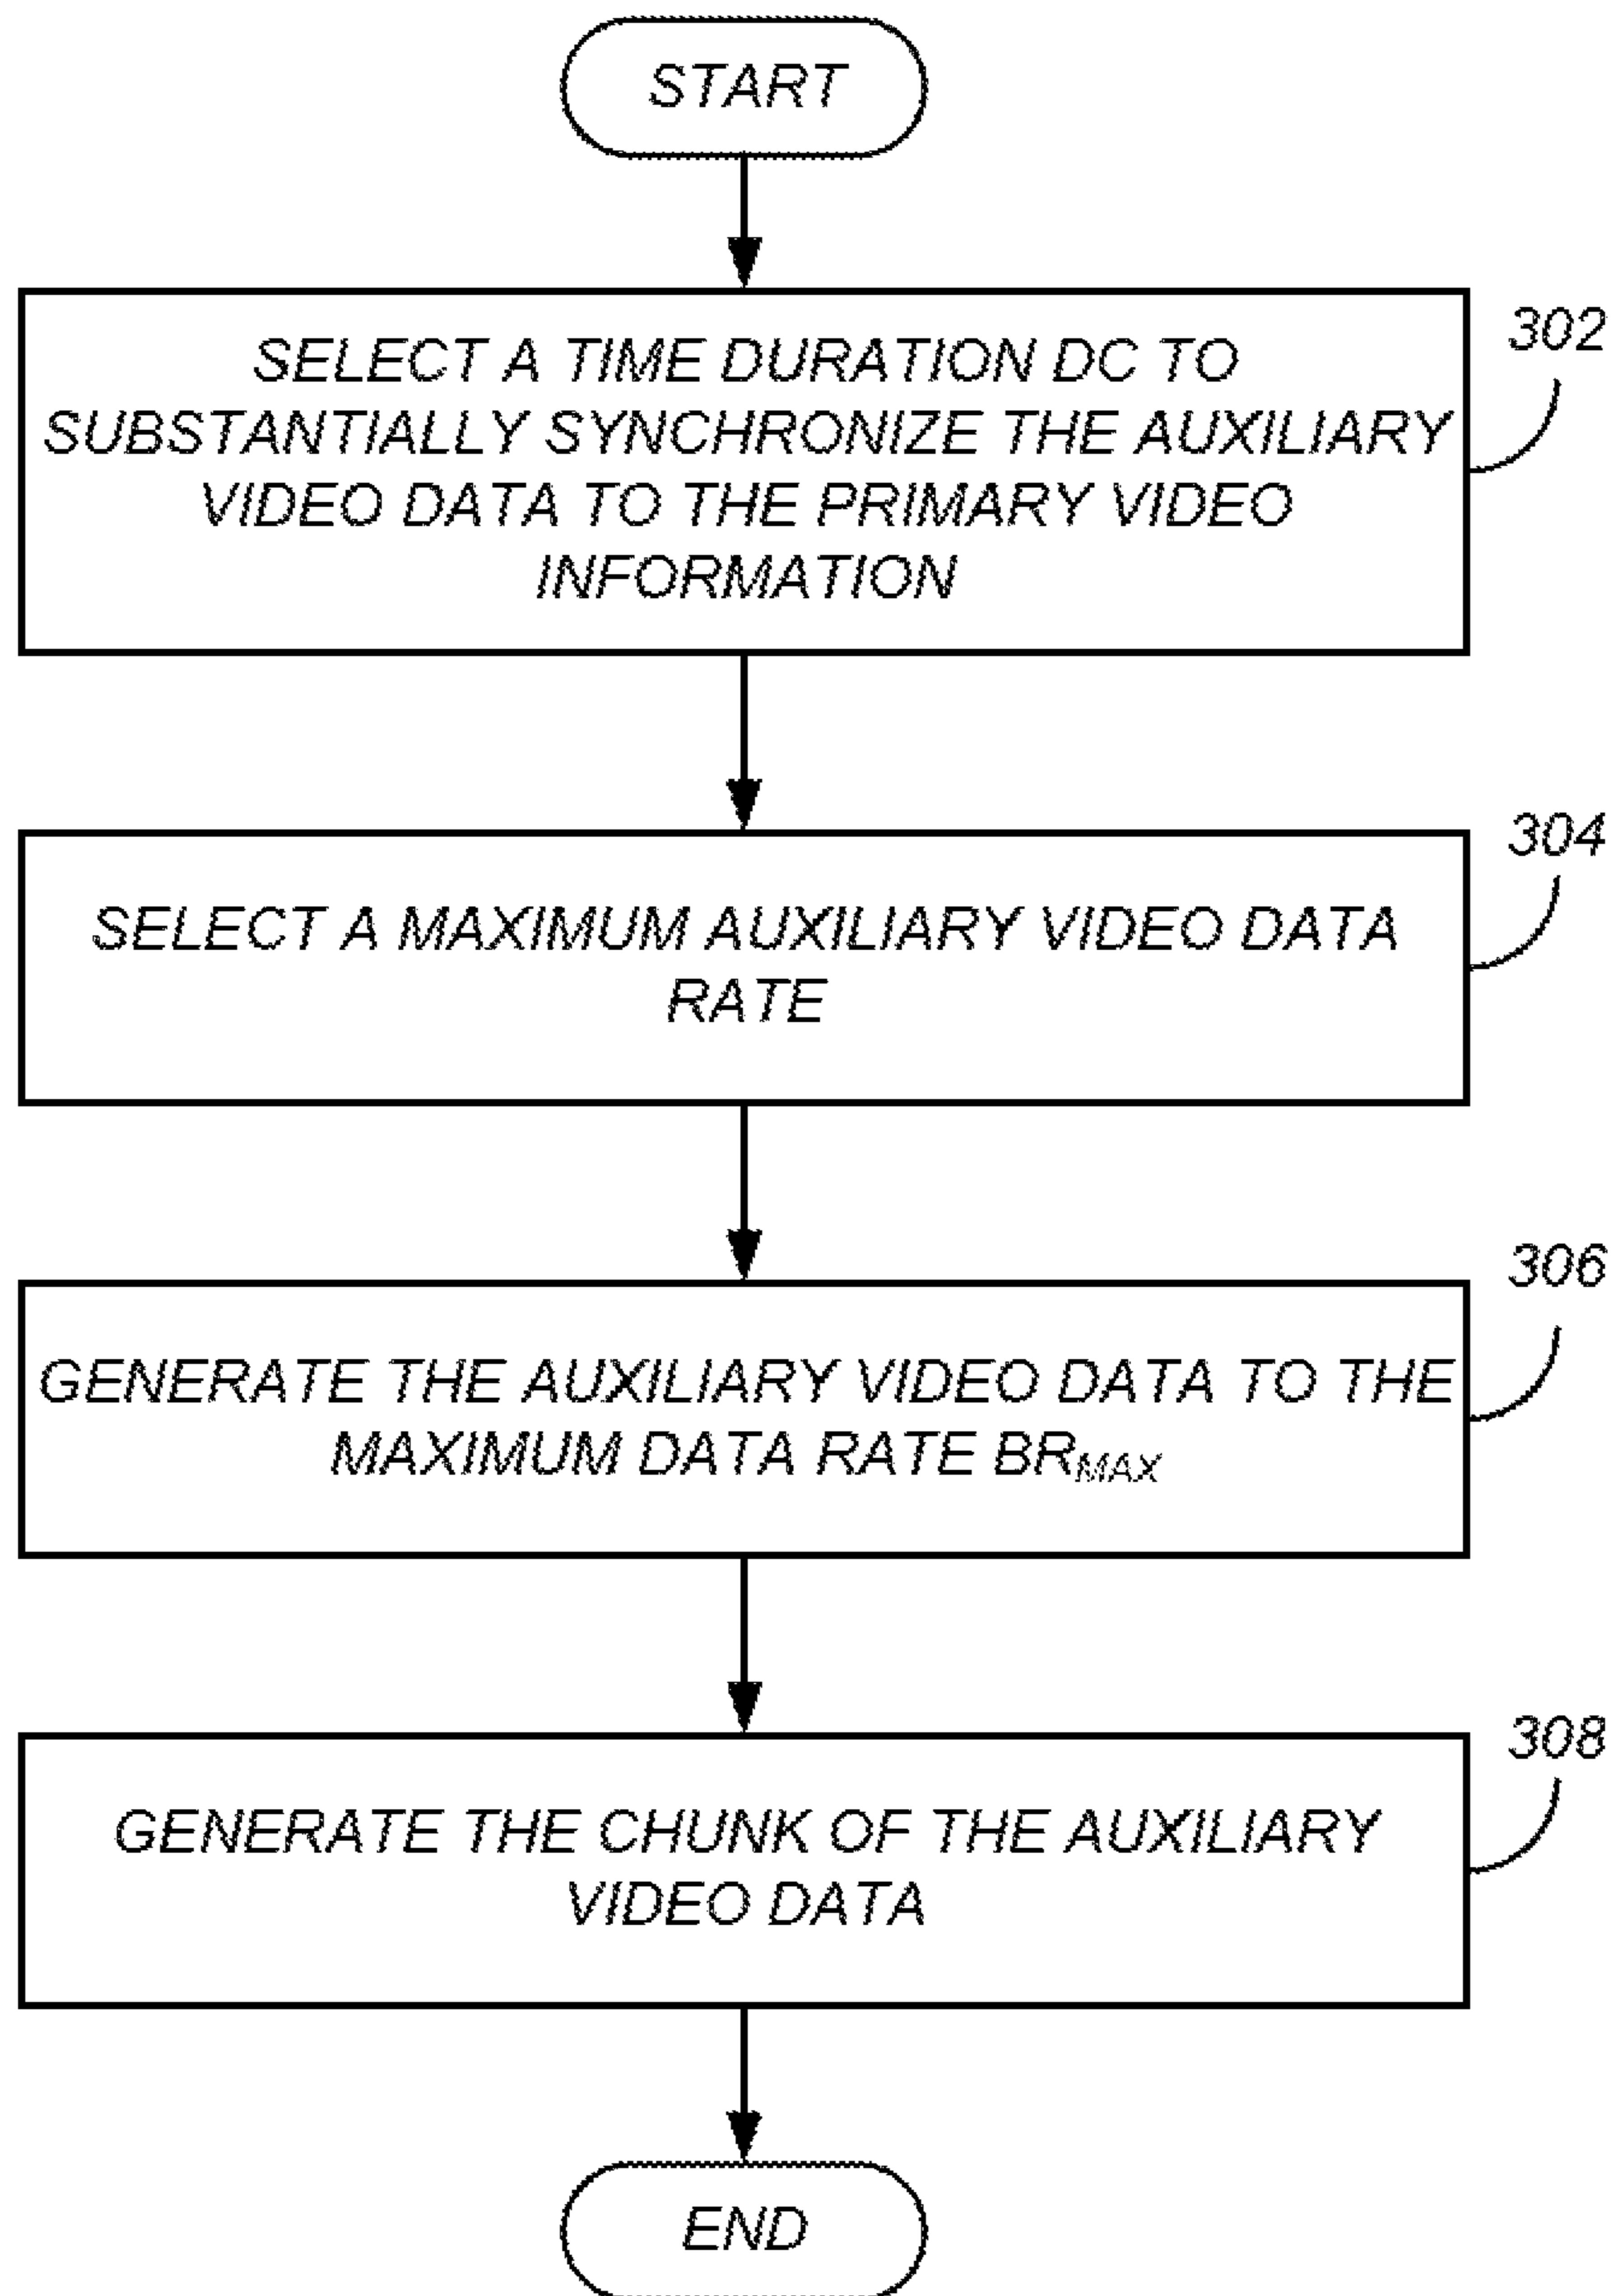 START
SELECT A TIME DURATION DC TO
SUBSTANTIALLY SYNCHRONIZE THE AUXILIARY
VIDEO DATA TO THE PRIMARY VIDEO
INFORMATION
302
SELECT A MAXIMUM AUXILIARY VIDEO DATA
RATE
304
GENERATE THE AUXILIARY VIDEO DATA TO THE
MAXIMUM DATA RATE BRMAX
306
GENERATE THE CHUNK OF THE AUXILIARY
VIDEO DATA
308
END